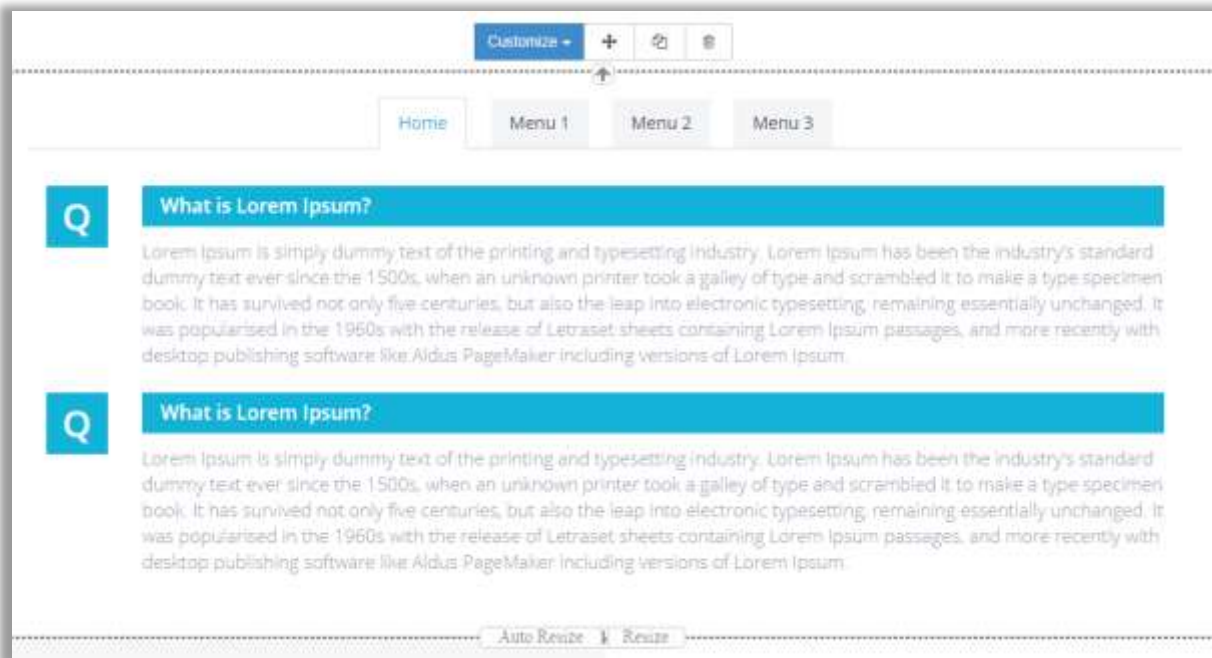 Customize
Home Menu 1 Menu 2 Menu 3
Q What is Lorem Ipsum?
Lorem Ipsum is simply dummy text of the printing and typesetting industry. Lorem Ipsum has been the industry's standard
dummy text ever since the 1500s, when an unknown printer took a galley of type and scrambled it to make a type specimen
book. It has survived not only five centuries, but also the leap into electronic typesetting, remaining essentially unchanged. It
was popularised in the 1960s with the release of Letraset sheets containing Lorem Ipsum passages, and more recently with
desktop publishing software like Aldus PageMaker including versions of Lorem Ipsum.
Q What is Lorem Ipsum?
Lorem Ipsum is simply dummy text of the printing and typesetting industry. Lorem Ipsum has been the industry's standard
dummy text ever since the 1500s, when an unknown printer took a galley of type and scrambled it to make a type specimen
book. It has survived not only five centuries, but also the leap into electronic typesetting, remaining essentially unchanged. It
was popularised in the 1960s with the release of Letraset sheets containing Lorem Ipsum passages, and more recently with
desktop publishing software like Aldus PageMaker including versions of Lorem Ipsum.
Auto Resize Resize